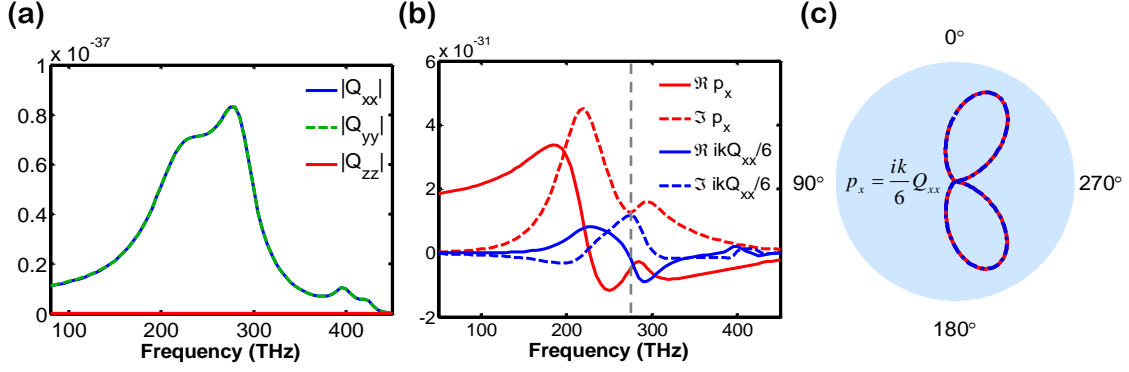 (a)
x 10⁻³⁷
1
0.8
0.6
0.4
0.2
0
100 200 300 400
Frequency (THz)
|Q_xx|
|Q_yy|
|Q_zz|
(b)
x 10⁻³¹
6
4
2
0
-2
100 200 300 400
Frequency (THz)
ℜ p_x
ℑ p_x
ℜ ikQ_xx/6
ℑ ikQ_xx/6
(c)
0°
90°
270°
180°
p_x = ik/6 Q_xx